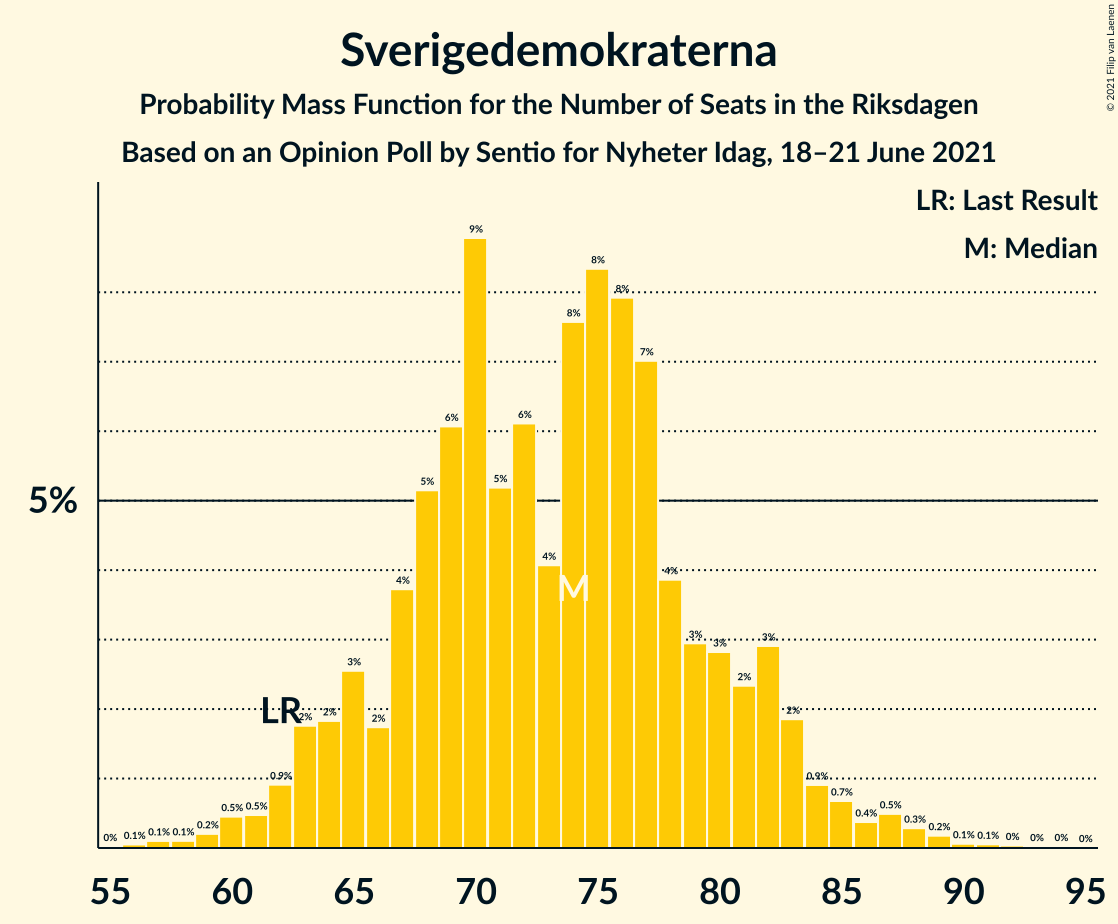 Sverigedemokraterna
Probability Mass Function for the Number of Seats in the Riksdagen
Based on an Opinion Poll by Sentio for Nyheter Idag, 18–21 June 2021
© 2021 Filip van Laenen
LR: Last Result
M: Median
5%
0% 0.1% 0.1% 0.1% 0.2% 0.5% 0.5% 0.9% 2% 2% 3% 2% 4% 5% 6% 9% 5% 6% 4% 8% 8% 8% 7% 4% 3% 3% 2% 3% 2% 0.9% 0.7% 0.4% 0.5% 0.3% 0.2% 0.1% 0.1% 0% 0% 0% 0%
LR
M
55 60 65 70 75 80 85 90 95